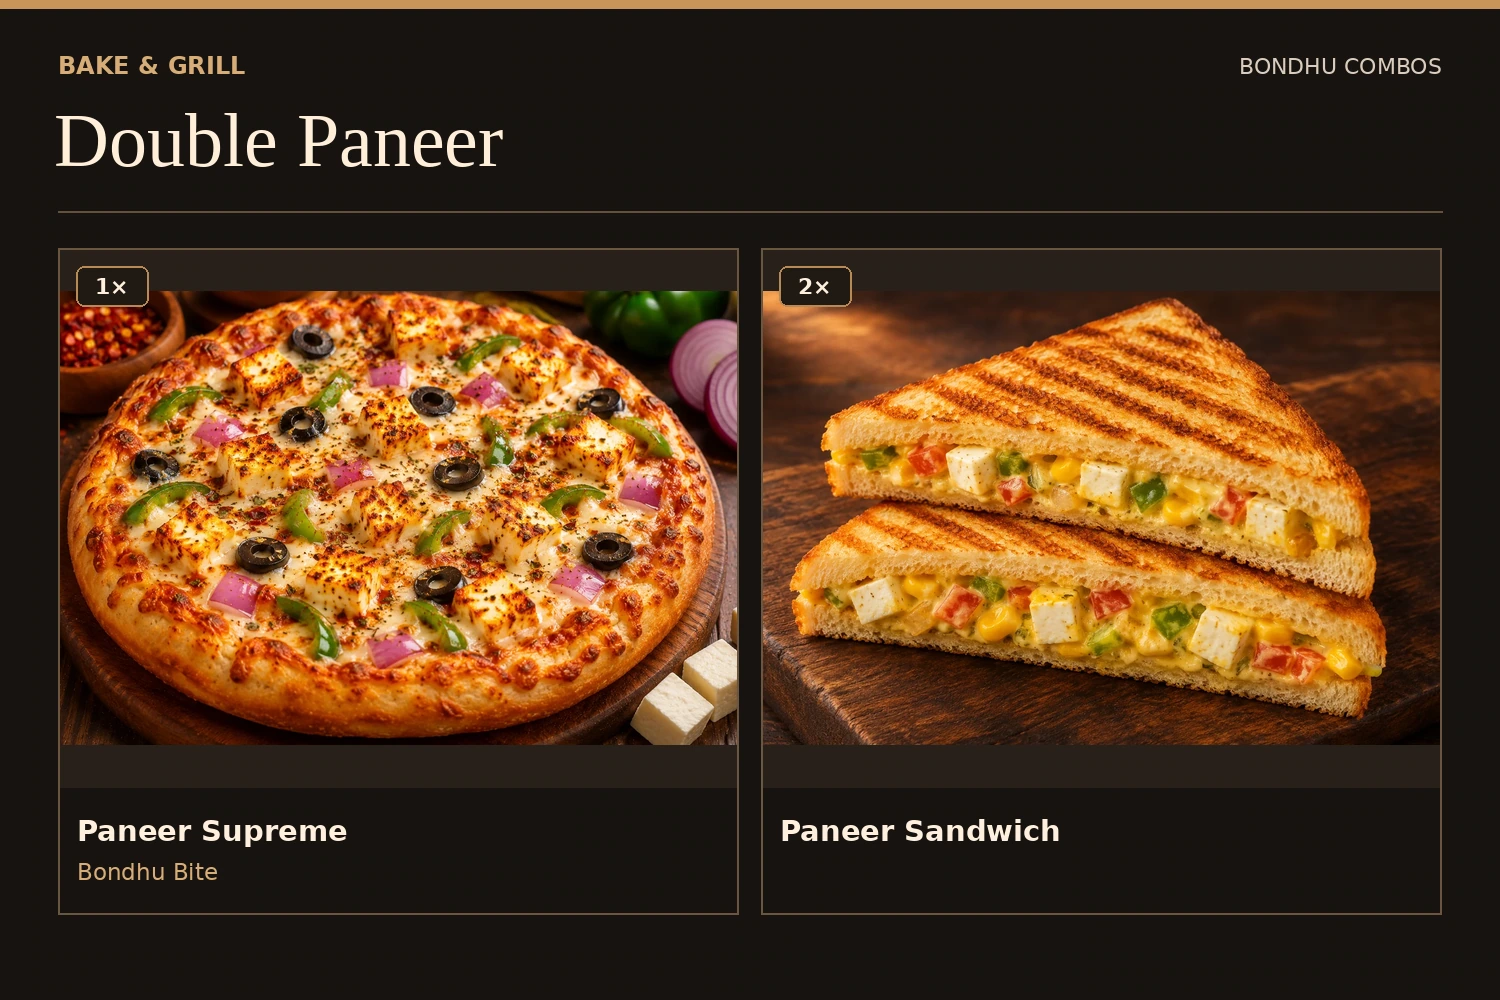 BAKE & GRILL
BONDHU COMBOS
Double Paneer
1×
2×
Paneer Supreme
Bondhu Bite
Paneer Sandwich